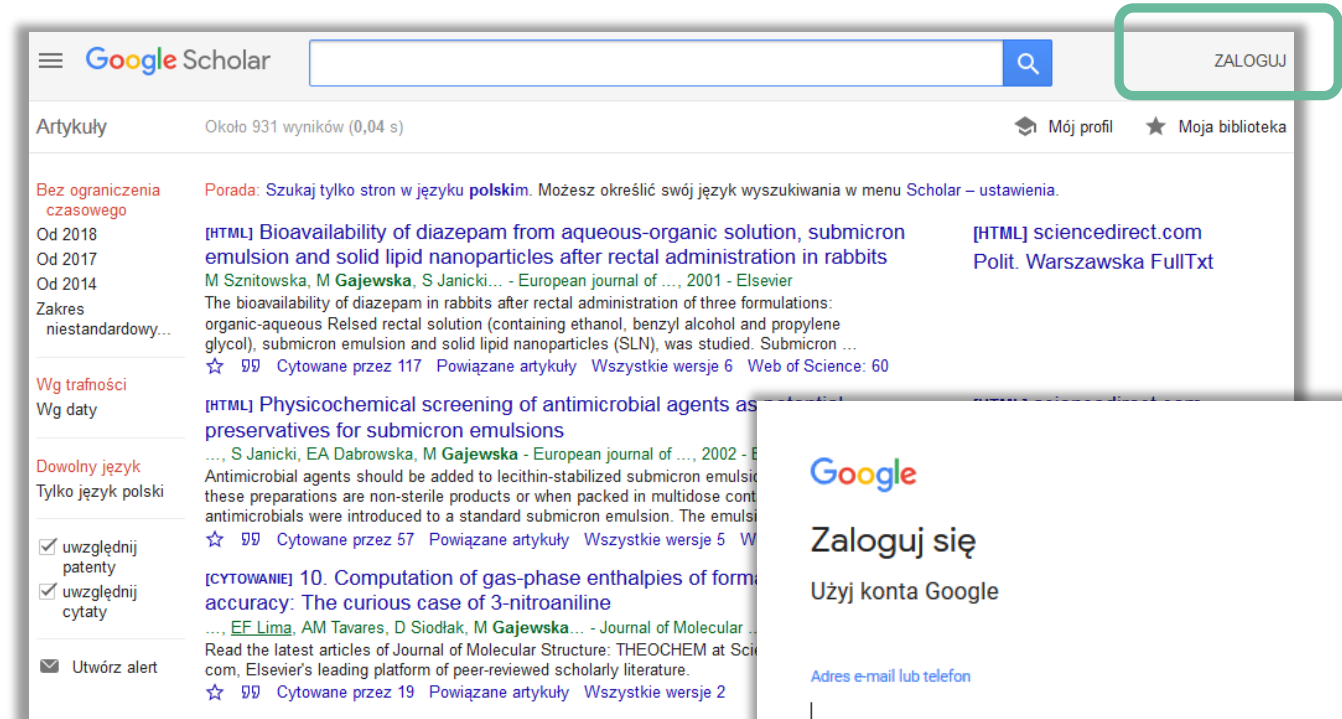 Google Scholar
ZALOGUJ
Artykuły
Około 931 wyników (0,04 s)
Mój profil
Moja biblioteka
Bez ograniczenia
czasowego
Od 2018
Od 2017
Od 2014
Zakres
niestandardowy...
Wg trafności
Wg daty
Dowolny język
Tylko język polski
uwzględnij
patenty
uwzględnij
cytaty
Utwórz alert
Porada: Szukaj tylko stron w języku polskim. Możesz określić swój język wyszukiwania w menu Scholar – ustawienia.
[HTML] Bioavailability of diazepam from aqueous-organic solution, submicron
emulsion and solid lipid nanoparticles after rectal administration in rabbits
M Sznitowska, M Gajewska, S Janicki... - European journal of ..., 2001 - Elsevier
The bioavailability of diazepam in rabbits after rectal administration of three formulations:
organic-aqueous Relsed rectal solution (containing ethanol, benzyl alcohol and propylene
glycol), submicron emulsion and solid lipid nanoparticles (SLN), was studied. Submicron ...
Cytowane przez 117 Powiązane artykuły Wszystkie wersje 6 Web of Science: 60
[HTML] sciencedirect.com
Polit. Warszawska FullTxt
[HTML] Physicochemical screening of antimicrobial agents as potential
preservatives for submicron emulsions
..., S Janicki, EA Dabrowska, M Gajewska - European journal of ..., 2002 - E
Antimicrobial agents should be added to lecithin-stabilized submicron emulsio
these preparations are non-sterile products or when packed in multidose cont
antimicrobials were introduced to a standard submicron emulsion. The emulsi
Cytowane przez 57 Powiązane artykuły Wszystkie wersje 5 W
[HTML] sciencedirect.com
[CYTOWANIE] 10. Computation of gas-phase enthalpies of forma
accuracy: The curious case of 3-nitroaniline
..., EF Lima, AM Tavares, D Siodłak, M Gajewska... - Journal of Molecular ..
Read the latest articles of Journal of Molecular Structure: THEOCHEM at Scie
com, Elsevier's leading platform of peer-reviewed scholarly literature.
Cytowane przez 19 Powiązane artykuły Wszystkie wersje 2
Google
Zaloguj się
Użyj konta Google
Adres e-mail lub telefon